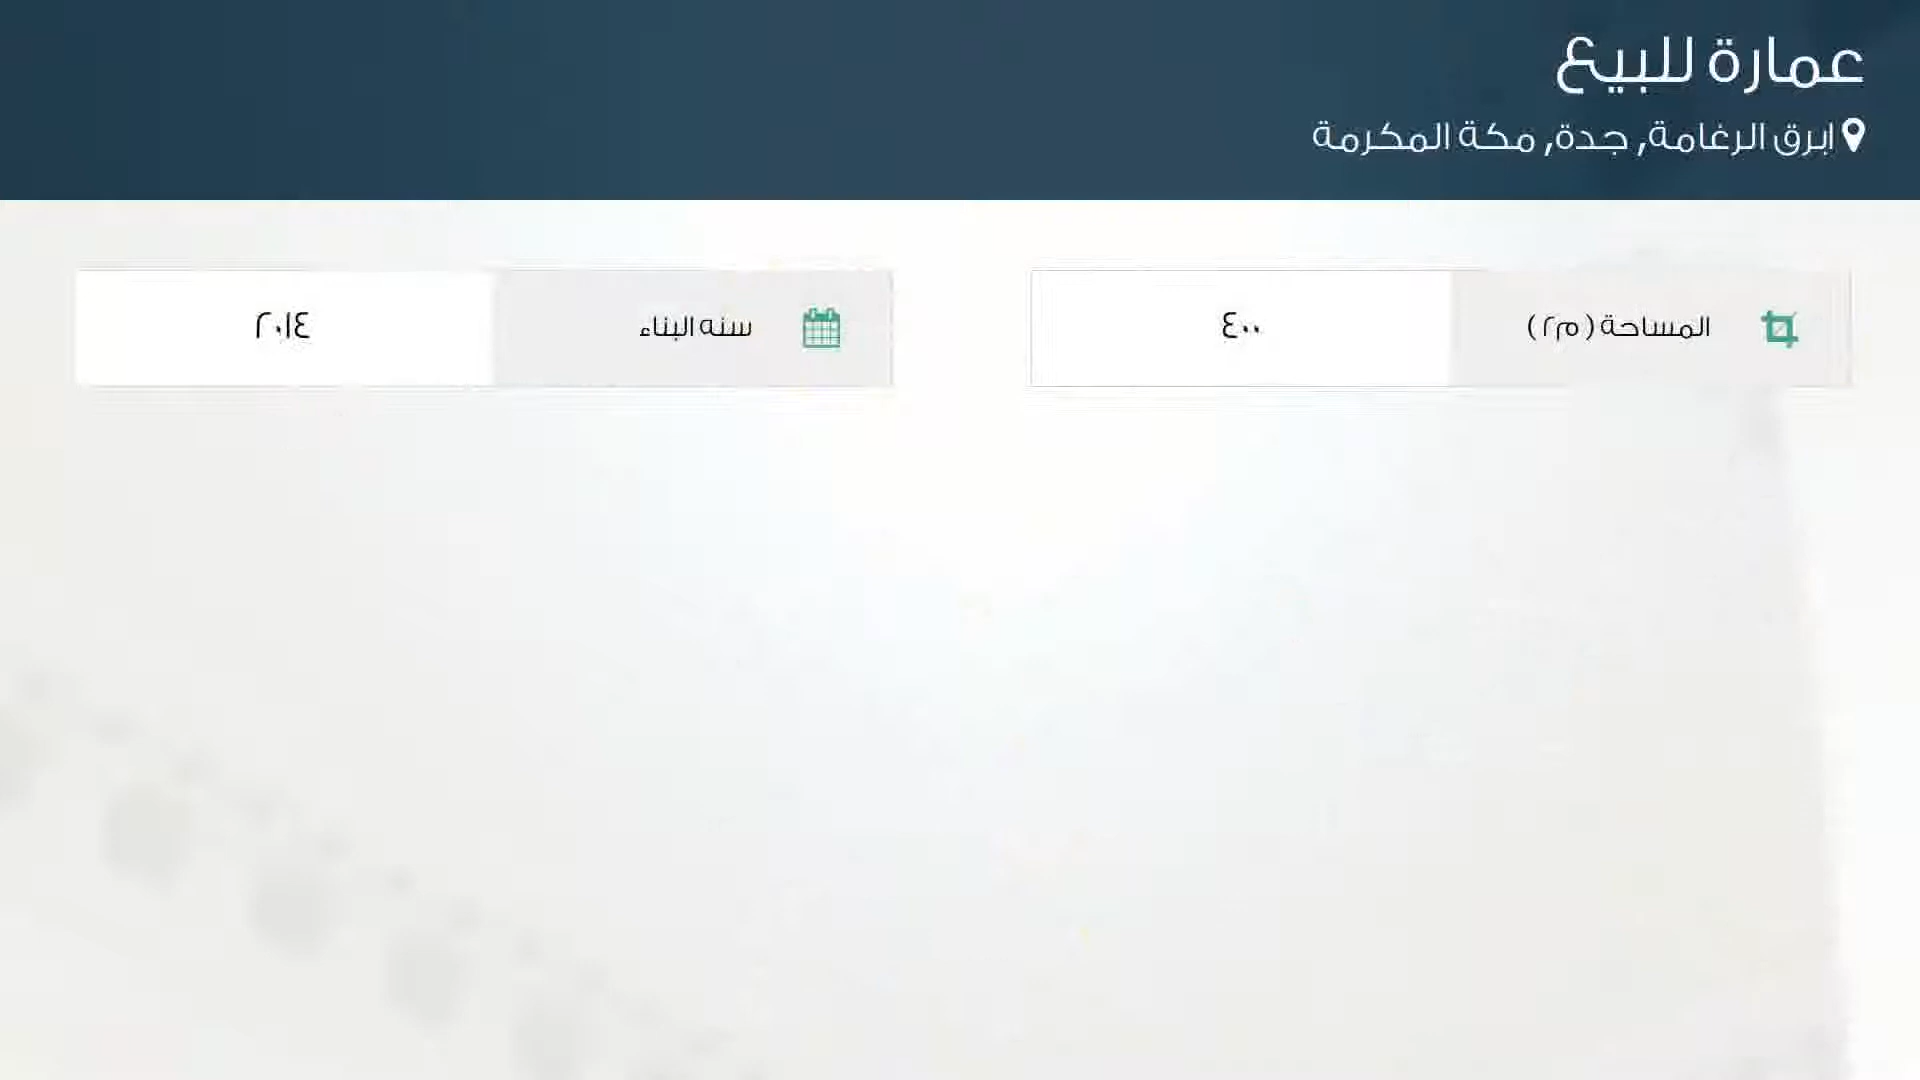 عمارة للبيع
ابرق الرغامة, جدة, مكة المكرمة
المساحة (م٢)
٤٠٠
سنه البناء
٢٠١٤